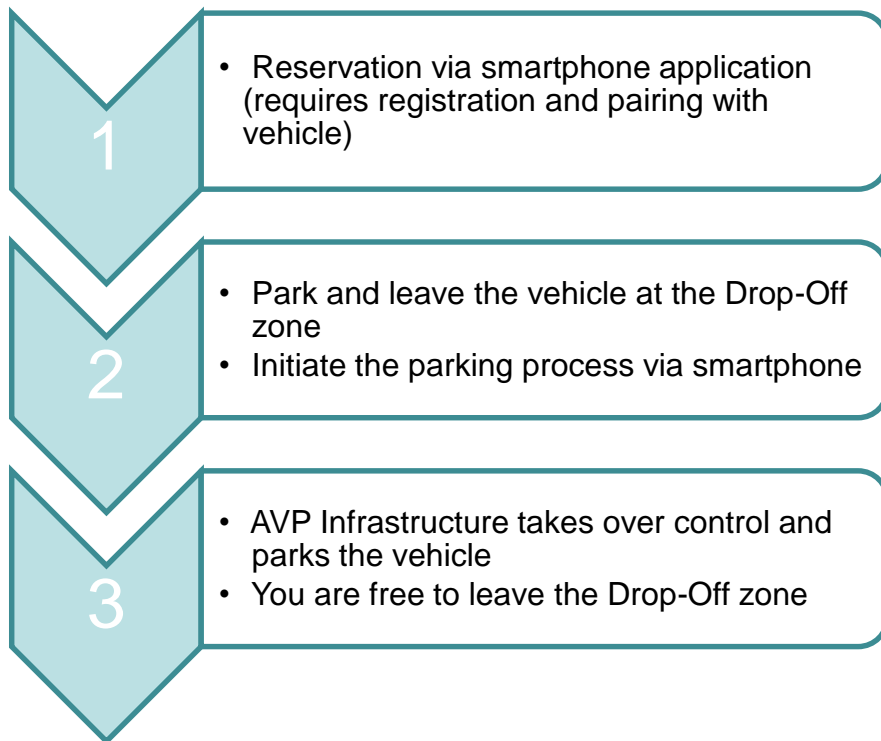 1
• Reservation via smartphone application
(requires registration and pairing with
vehicle)
2
• Park and leave the vehicle at the Drop-Off
zone
• Initiate the parking process via smartphone
3
• AVP Infrastructure takes over control and
parks the vehicle
• You are free to leave the Drop-Off zone